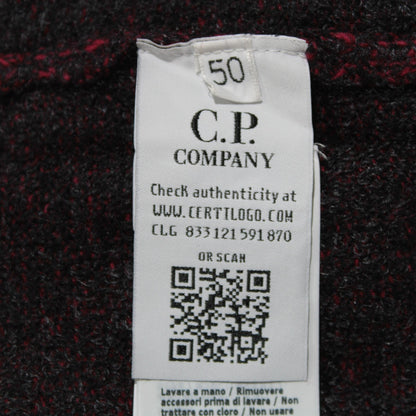 50
C.P.
COMPANY
Check authenticity at
WWW.CERTILOGO.COM
CLG 833121591870
OR SCAN
Lavare a mano / Rimuovere
accessori prima di lavare / Non
trattare con cloro / Non usare